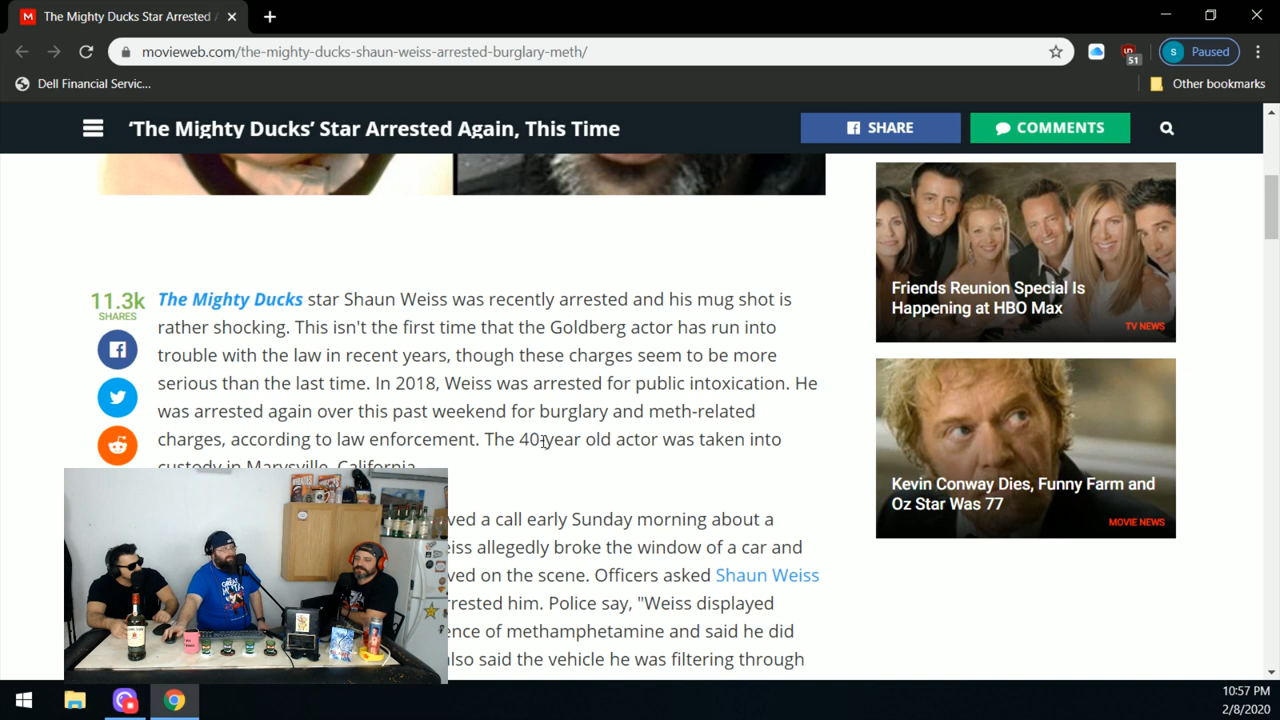 The Mighty Ducks Star Arrested
movieweb.com/the-mighty-ducks-shaun-weiss-arrested-burglary-meth/
51
S Paused
Dell Financial Servic...
Other bookmarks
‘The Mighty Ducks’ Star Arrested Again, This Time
SHARE
COMMENTS
11.3k
SHARES
The Mighty Ducks star Shaun Weiss was recently arrested and his mug shot is
rather shocking. This isn't the first time that the Goldberg actor has run into
trouble with the law in recent years, though these charges seem to be more
serious than the last time. In 2018, Weiss was arrested for public intoxication. He
was arrested again over this past weekend for burglary and meth-related
charges, according to law enforcement. The 40-year old actor was taken into
custody in Marysville, California.
ved a call early Sunday morning about a
eiss allegedly broke the window of a car and
ved on the scene. Officers asked Shaun Weiss
rrested him. Police say, "Weiss displayed
ence of methamphetamine and said he did
also said the vehicle he was filtering through
Friends Reunion Special Is
Happening at HBO Max
TV NEWS
Kevin Conway Dies, Funny Farm and
Oz Star Was 77
MOVIE NEWS
10:57 PM
2/8/2020